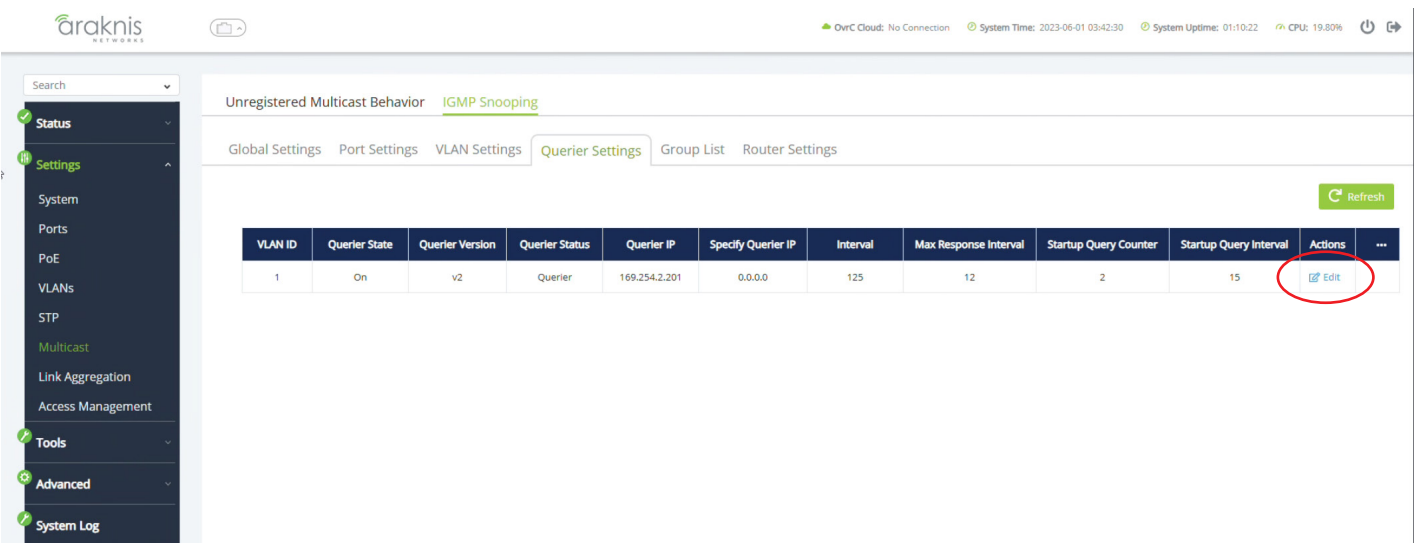 araknis
NETWORKS
OvrC Cloud: No Connection System Time: 2023-06-01 03:42:30 System Uptime: 01:10:22 CPU: 19.80%
Search
Status
Settings
System
Ports
PoE
VLANs
STP
Multicast
Link Aggregation
Access Management
Tools
Advanced
System Log
Unregistered Multicast Behavior IGMP Snooping
Global Settings Port Settings VLAN Settings Querier Settings Group List Router Settings
Refresh
VLAN ID Querier State Querier Version Querier Status Querier IP Specify Querier IP Interval Max Response Interval Startup Query Counter Startup Query Interval Actions ...
1 On v2 Querier 169.254.2.201 0.0.0.0 125 12 2 15 Edit